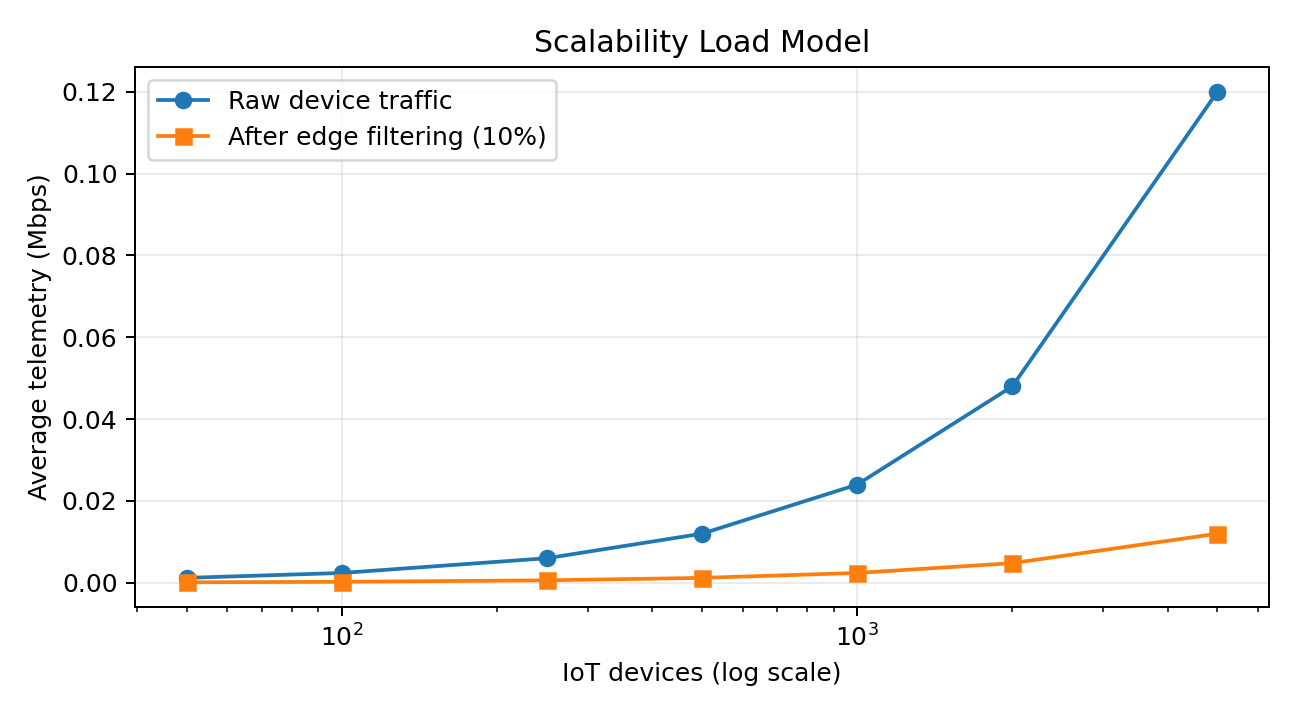 Scalability Load Model
Raw device traffic
After edge filtering (10%)
Average telemetry (Mbps)
0.12
0.10
0.08
0.06
0.04
0.02
0.00
10² 10³
IoT devices (log scale)